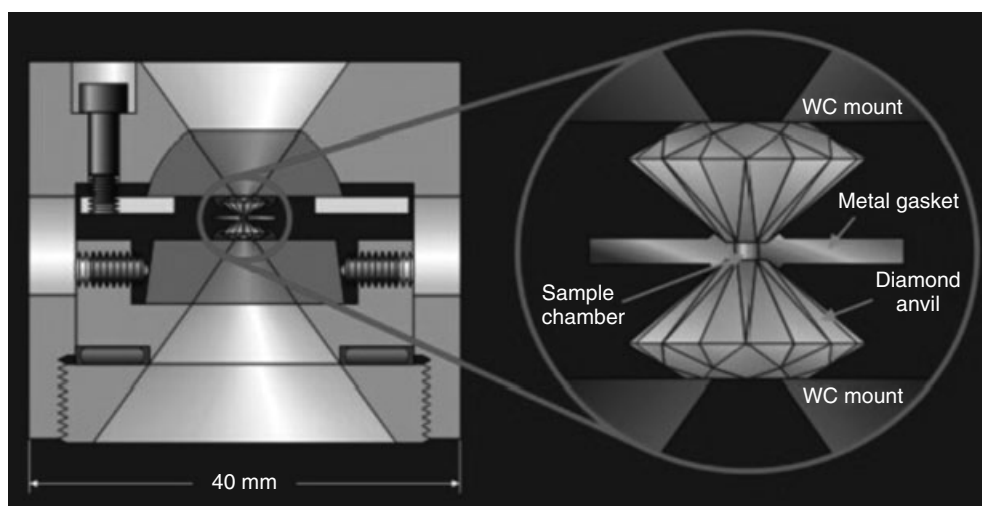 WC mount
Metal gasket
Diamond
anvil
Sample
chamber
WC mount
40 mm